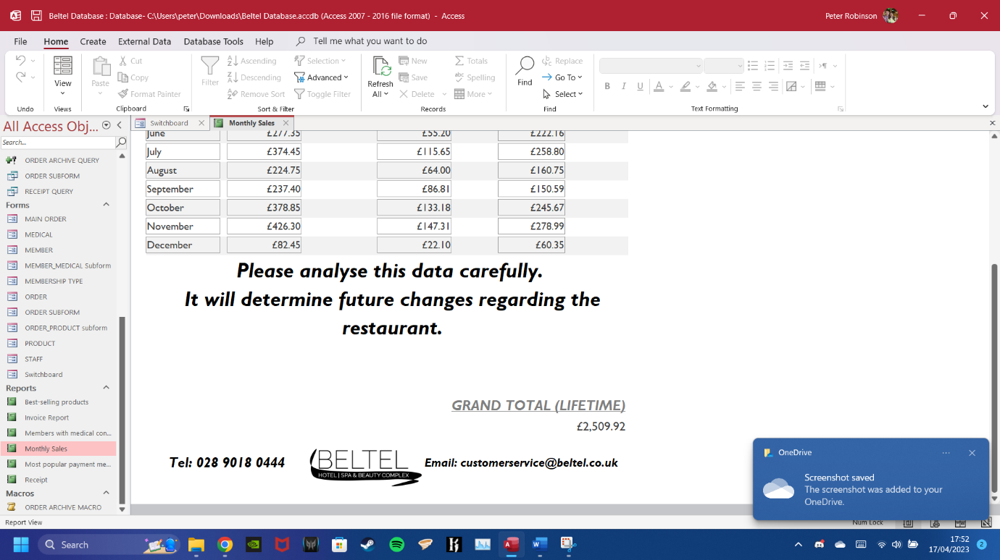 Beltel Database : Database- C:\Users\peter\Downloads\Beltel Database.accdb (Access 2007 - 2016 file format) - Access
Peter Robinson
File Home Create External Data Database Tools Help Tell me what you want to do
View
Paste
Cut
Copy
Format Painter
Filter
Ascending
Descending
Remove Sort
Selection
Advanced
Toggle Filter
Refresh All
New
Save
Delete
Totals
Spelling
More
Find
Replace
Go To
Select
B I U A
Undo Views Clipboard Sort & Filter Records Find Text Formatting
All Access Obj...
Search...
ORDER ARCHIVE QUERY
ORDER SUBFORM
RECEIPT QUERY
Forms
MAIN ORDER
MEDICAL
MEMBER
MEMBER_MEDICAL Subform
MEMBERSHIP TYPE
ORDER
ORDER SUBFORM
ORDER_PRODUCT subform
PRODUCT
STAFF
Switchboard
Reports
Best-selling products
Invoice Report
Members with medical con...
Monthly Sales
Most popular payment me...
Receipt
Macros
ORDER ARCHIVE MACRO
Switchboard Monthly Sales
June £277.35 £55.20 £222.16
July £374.45 £115.65 £258.80
August £224.75 £64.00 £160.75
September £237.40 £86.81 £150.59
October £378.85 £133.18 £245.67
November £426.30 £147.31 £278.99
December £82.45 £22.10 £60.35
Please analyse this data carefully.
It will determine future changes regarding the
restaurant.
GRAND TOTAL (LIFETIME)
£2,509.92
Tel: 028 9018 0444
BELTEL
HOTEL | SPA & BEAUTY COMPLEX
Email: customerservice@beltel.co.uk
OneDrive
Screenshot saved
The screenshot was added to your
OneDrive.
Report View
Num Lock
Search
17:52
17/04/2023
2